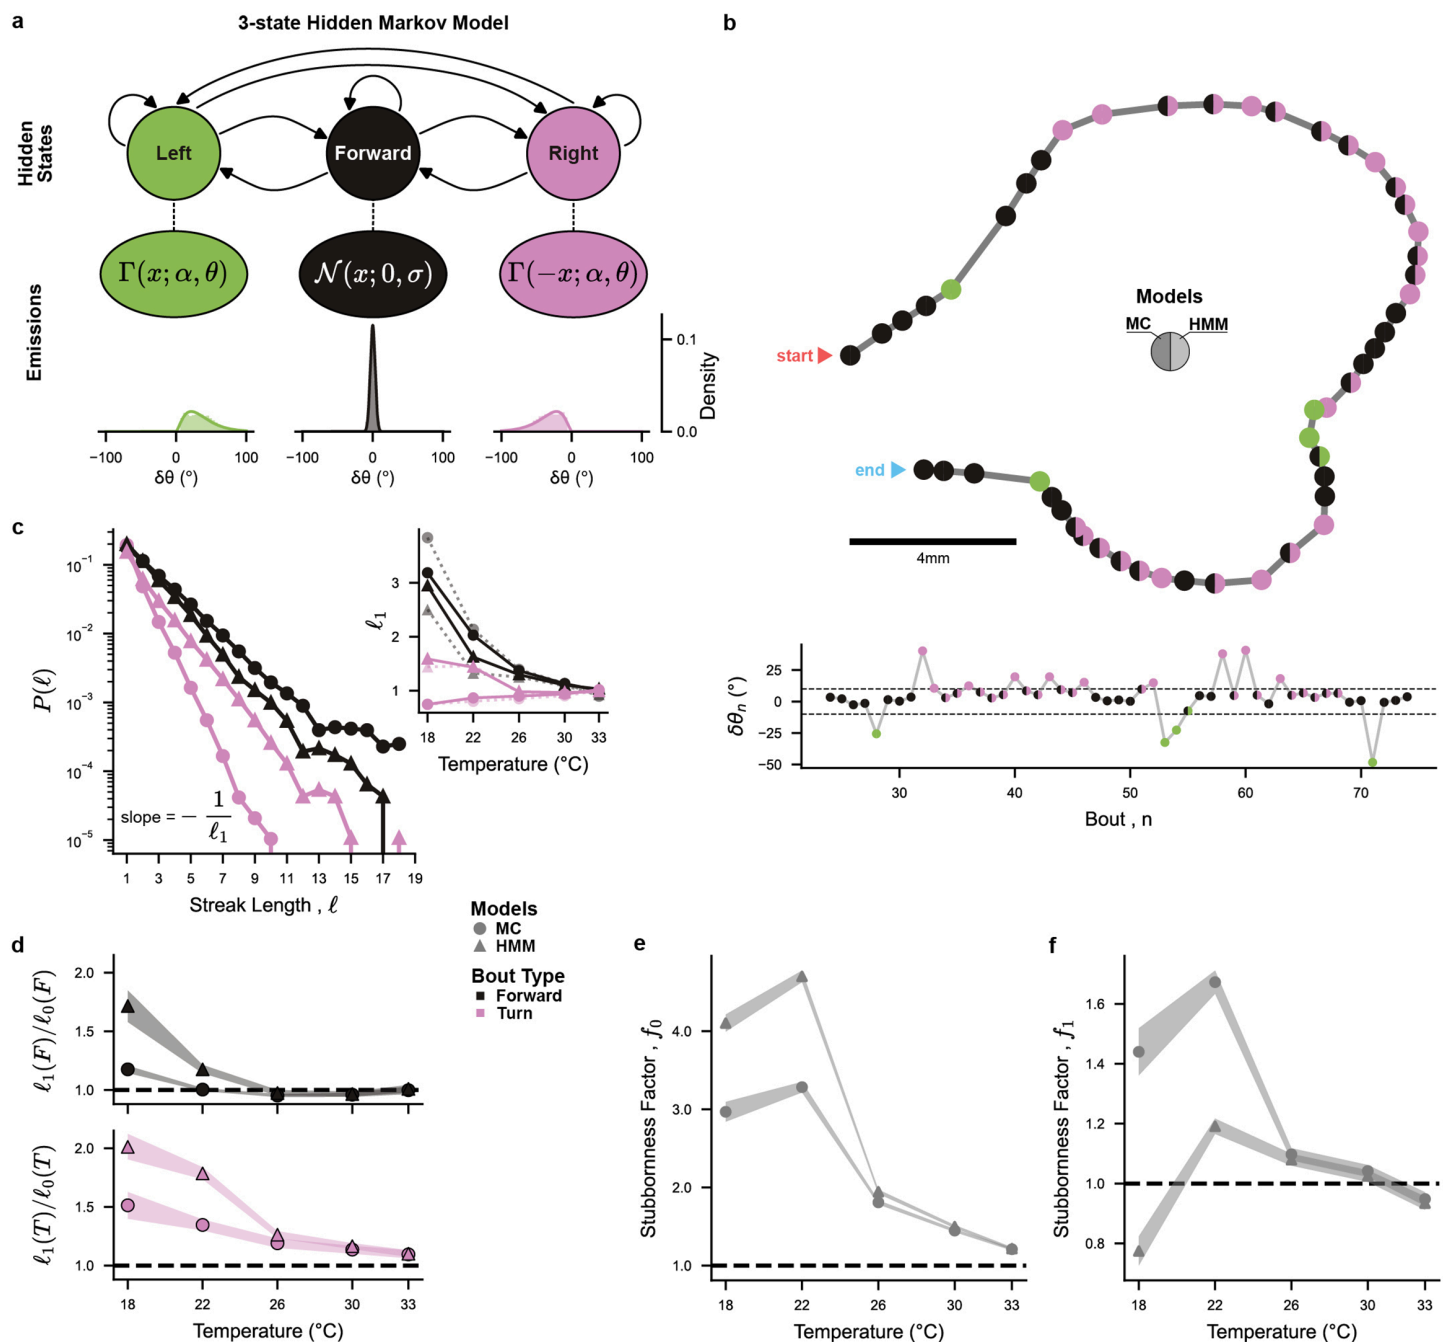 a
3-state Hidden Markov Model
Hidden
States
Left
Forward
Right
Emissions
Γ(x; α, θ)
𝒩(x; 0, σ)
Γ(−x; α, θ)
0.1
0.0
Density
−100 0 100
δθ (°)
−100 0 100
δθ (°)
−100 0 100
δθ (°)
b
start
end
Models
MC
HMM
4mm
25
0
−25
−50
δθn (°)
30 40 50 60 70
Bout , n
c
10−1
10−2
10−3
10−4
10−5
P(ℓ)
slope = − 1/ℓ1
1 3 5 7 9 11 13 15 17 19
Streak Length , ℓ
3
2
1
ℓ1
18 22 26 30 33
Temperature (°C)
Models
MC
HMM
Bout Type
Forward
Turn
d
2.0
1.5
1.0
ℓ1(F)/ℓ0(F)
2.0
1.5
1.0
ℓ1(T)/ℓ0(T)
18 22 26 30 33
Temperature (°C)
e
4.0
3.0
2.0
1.0
Stubbornness Factor , f0
18 22 26 30 33
Temperature (°C)
f
1.6
1.4
1.2
1.0
0.8
Stubbornness Factor , f1
18 22 26 30 33
Temperature (°C)